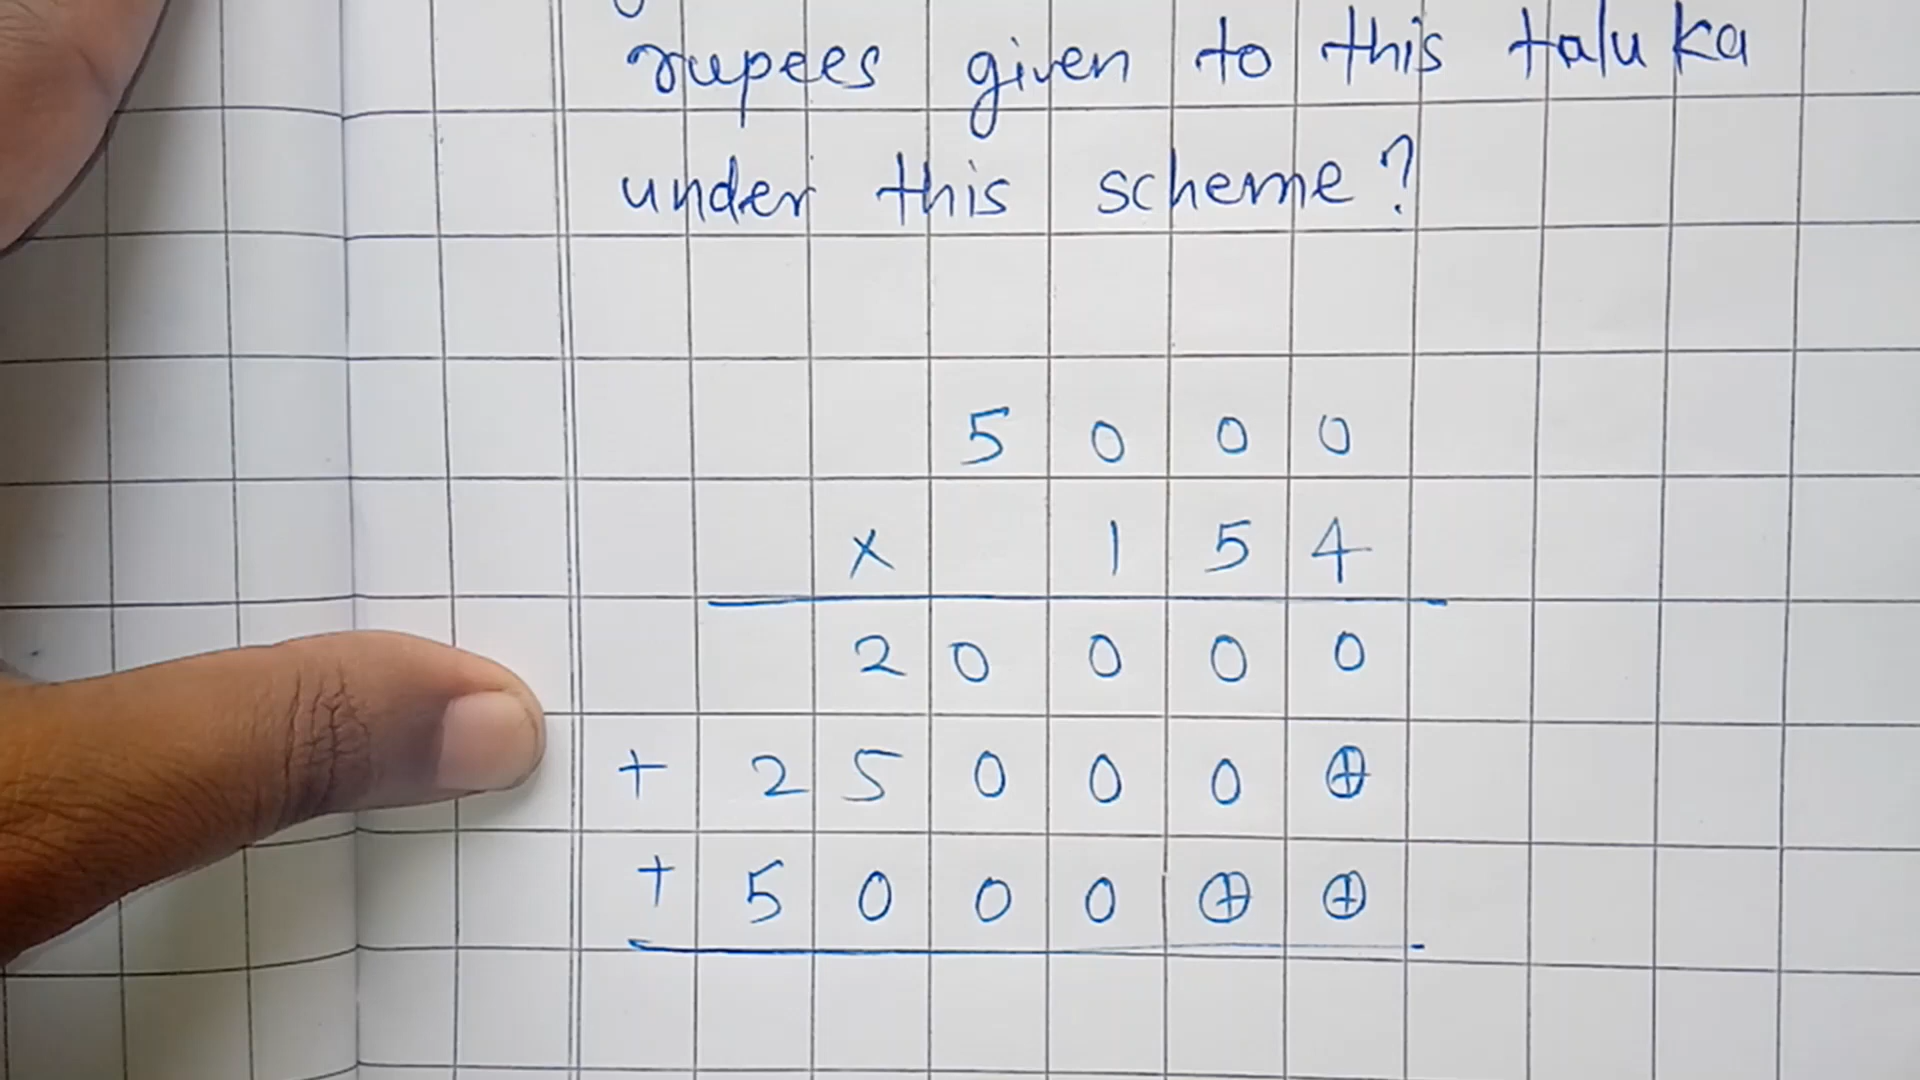 rupees given to this taluka
under this scheme?
5 0 0 0
× 1 5 4
2 0 0 0 0
+ 2 5 0 0 0 ⊕
+ 5 0 0 0 ⊕ ⊕